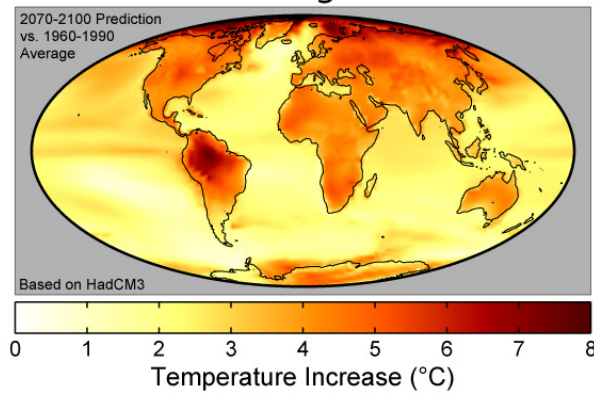 2070-2100 Prediction
vs. 1960-1990
Average
Based on HadCM3
0 1 2 3 4 5 6 7 8
Temperature Increase (°C)